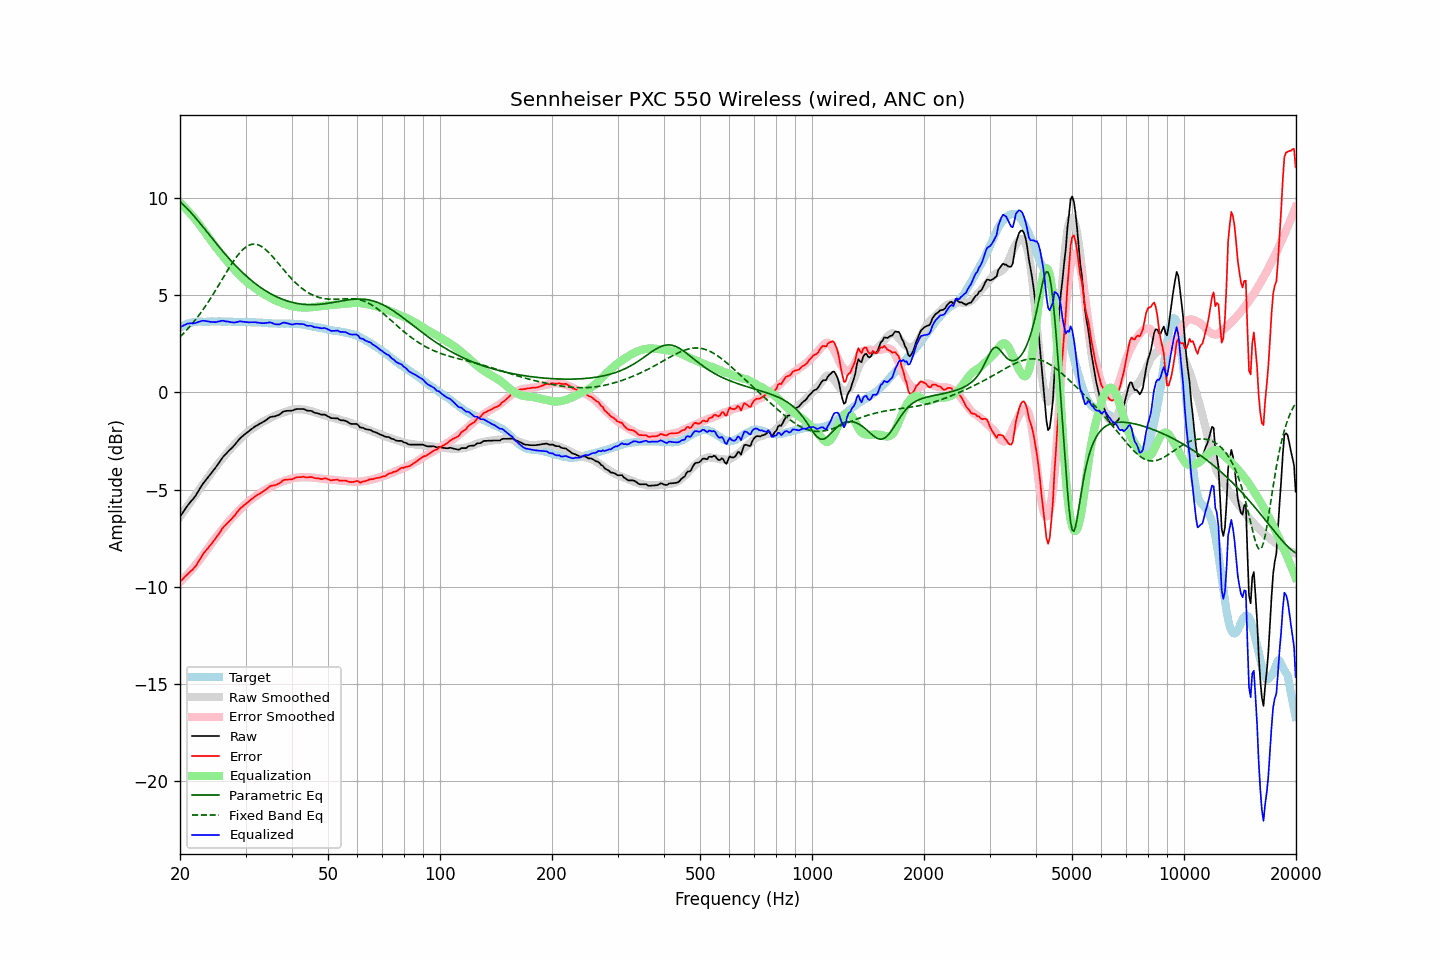 Sennheiser PXC 550 Wireless (wired, ANC on)
Amplitude (dBr)
10
5
0
−5
−10
−15
−20
Target
Raw Smoothed
Error Smoothed
Raw
Error
Equalization
Parametric Eq
Fixed Band Eq
Equalized
20 50 100 200 500 1000 2000 5000 10000 20000
Frequency (Hz)